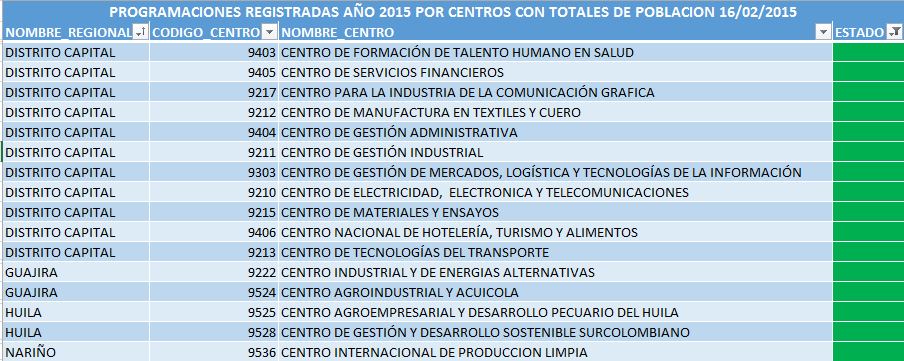 PROGRAMACIONES REGISTRADAS AÑO 2015 POR CENTROS CON TOTALES DE POBLACION 16/02/2015
NOMBRE_REGIONAL CODIGO_CENTRO NOMBRE_CENTRO ESTADO
DISTRITO CAPITAL 9403 CENTRO DE FORMACIÓN DE TALENTO HUMANO EN SALUD
DISTRITO CAPITAL 9405 CENTRO DE SERVICIOS FINANCIEROS
DISTRITO CAPITAL 9217 CENTRO PARA LA INDUSTRIA DE LA COMUNICACIÓN GRAFICA
DISTRITO CAPITAL 9212 CENTRO DE MANUFACTURA EN TEXTILES Y CUERO
DISTRITO CAPITAL 9404 CENTRO DE GESTIÓN ADMINISTRATIVA
DISTRITO CAPITAL 9211 CENTRO DE GESTIÓN INDUSTRIAL
DISTRITO CAPITAL 9303 CENTRO DE GESTIÓN DE MERCADOS, LOGÍSTICA Y TECNOLOGÍAS DE LA INFORMACIÓN
DISTRITO CAPITAL 9210 CENTRO DE ELECTRICIDAD, ELECTRONICA Y TELECOMUNICACIONES
DISTRITO CAPITAL 9215 CENTRO DE MATERIALES Y ENSAYOS
DISTRITO CAPITAL 9406 CENTRO NACIONAL DE HOTELERÍA, TURISMO Y ALIMENTOS
DISTRITO CAPITAL 9213 CENTRO DE TECNOLOGÍAS DEL TRANSPORTE
GUAJIRA 9222 CENTRO INDUSTRIAL Y DE ENERGIAS ALTERNATIVAS
GUAJIRA 9524 CENTRO AGROINDUSTRIAL Y ACUICOLA
HUILA 9525 CENTRO AGROEMPRESARIAL Y DESARROLLO PECUARIO DEL HUILA
HUILA 9528 CENTRO DE GESTIÓN Y DESARROLLO SOSTENIBLE SURCOLOMBIANO
NARIÑO 9536 CENTRO INTERNACIONAL DE PRODUCCION LIMPIA